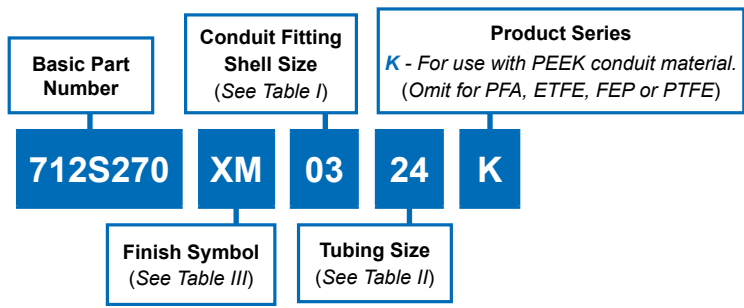 Basic Part
Number
Conduit Fitting
Shell Size
(See Table I)
Product Series
K - For use with PEEK conduit material.
(Omit for PFA, ETFE, FEP or PTFE)
712S270 XM 03 24 K
Finish Symbol
(See Table III)
Tubing Size
(See Table II)